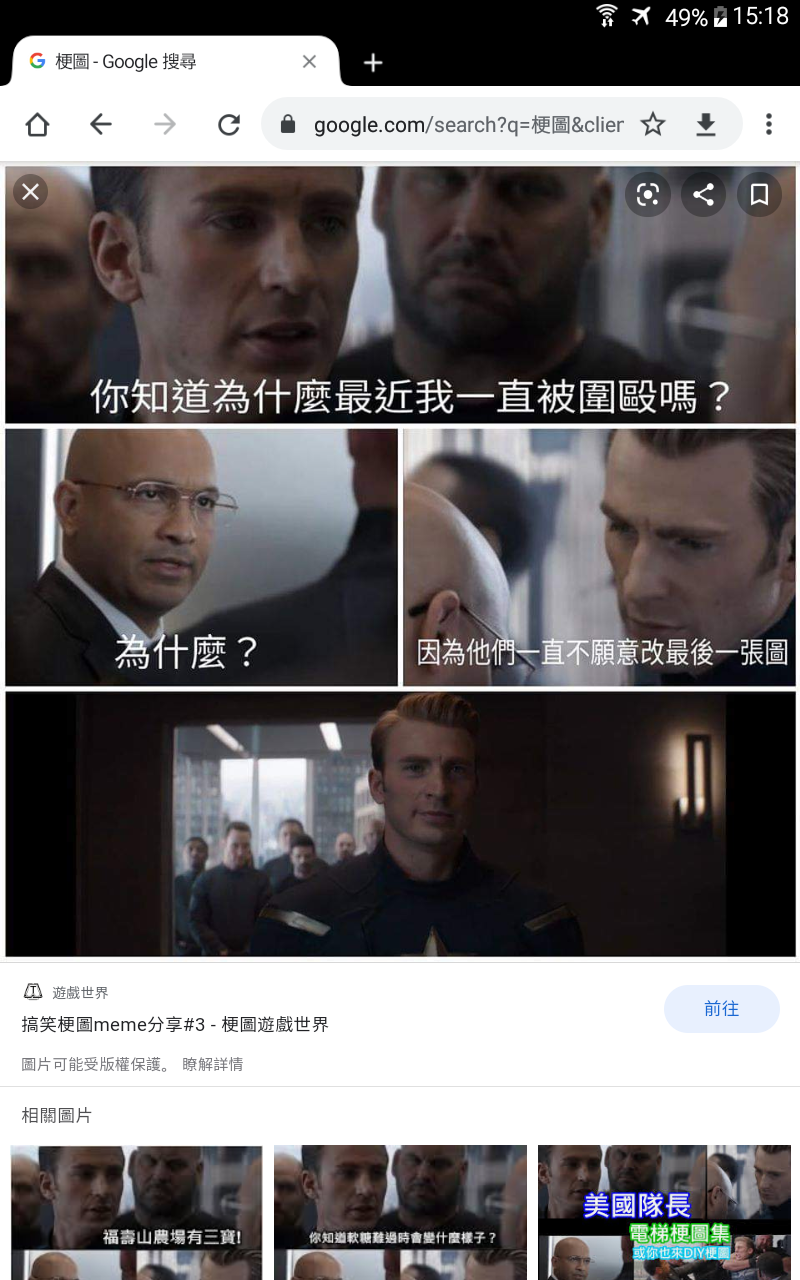 49% 15:18
梗圖 - Google 搜尋
google.com/search?q=梗圖&clier
你知道為什麼最近我一直被圍毆嗎？
為什麼？
因為他們一直不願意改最後一張圖
遊戲世界
搞笑梗圖meme分享#3 - 梗圖遊戲世界
前往
圖片可能受版權保護。 瞭解詳情
相關圖片
福壽山農場有三寶!
你知道軟糖難過時會變什麼樣子？
美國隊長
電梯梗圖集
或你也來DIY梗圖